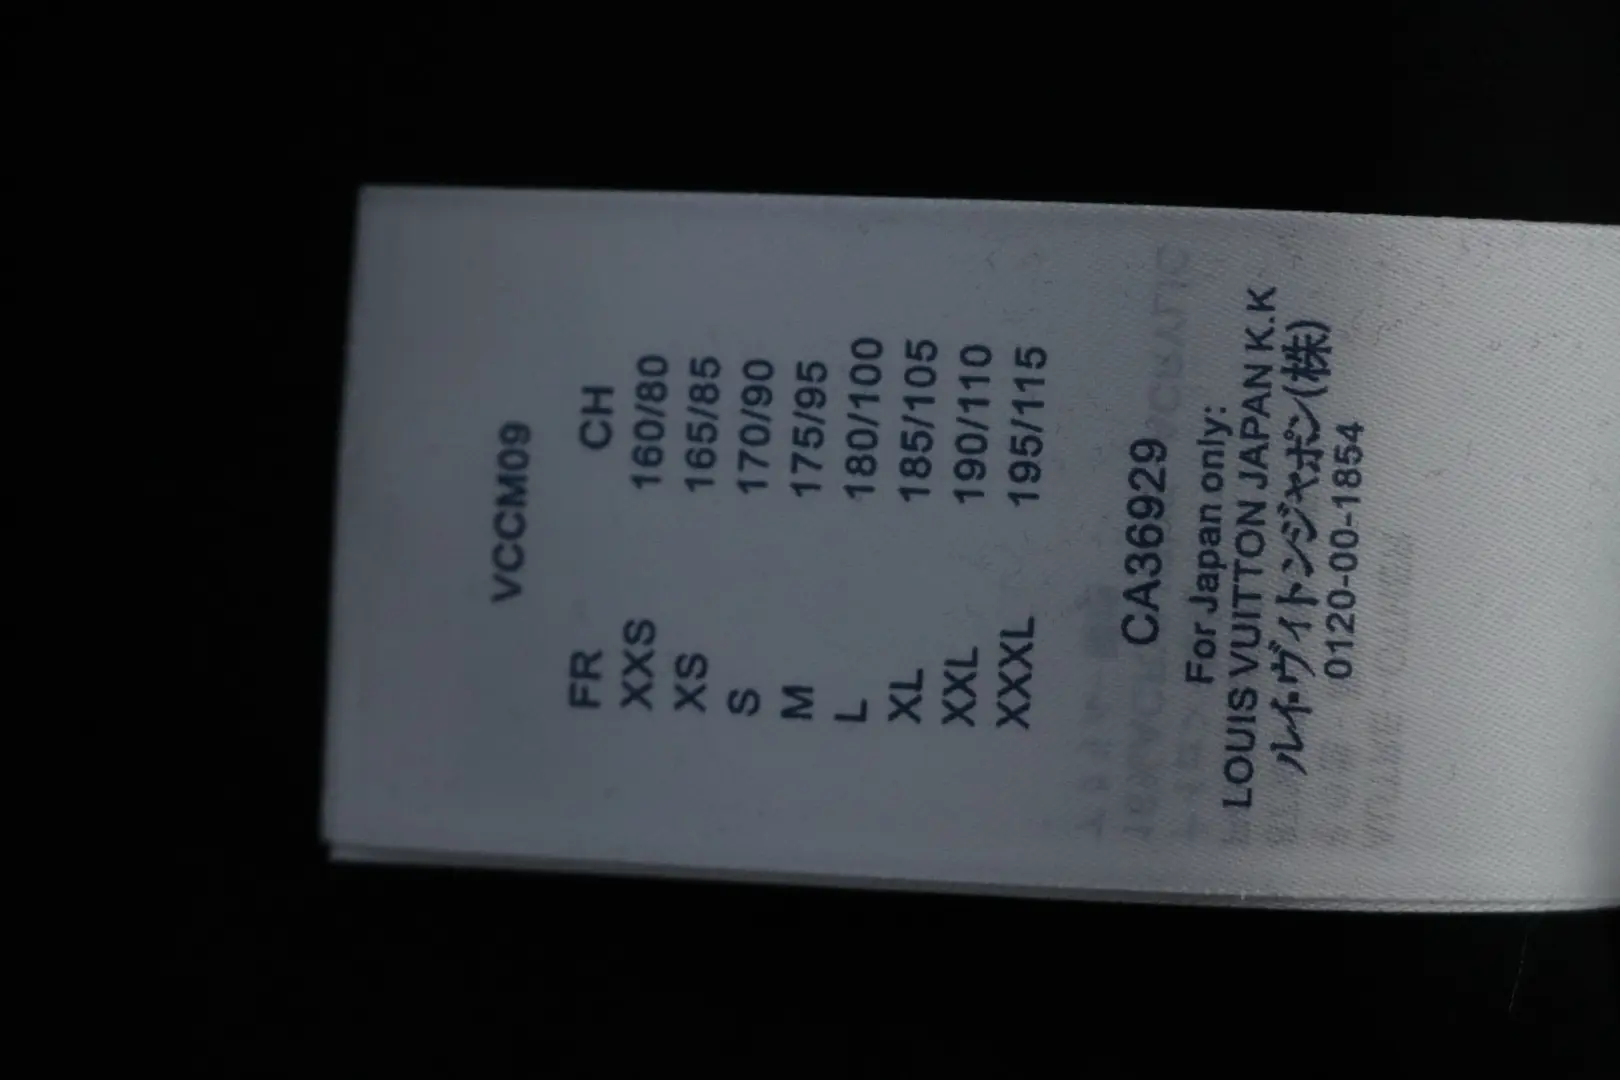 VCCM09
FR CH
XXS 160/80
XS 165/85
S 170/90
M 175/95
L 180/100
XL 185/105
XXL 190/110
XXXL 195/115
CA36929
For Japan only:
LOUIS VUITTON JAPAN K.K
ルイ・ヴィトンジャポン(株)
0120-00-1854